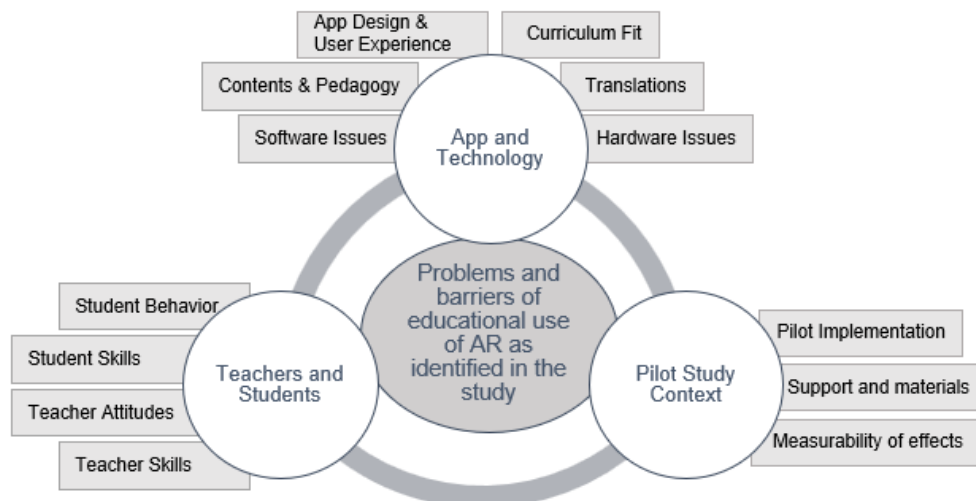 App Design &
User Experience
Curriculum Fit
Contents & Pedagogy
Translations
Software Issues
App and
Technology
Hardware Issues
Problems and
barriers of
educational use
of AR as
identified in the
study
Student Behavior
Student Skills
Teacher Attitudes
Teacher Skills
Teachers and
Students
Pilot Study
Context
Pilot Implementation
Support and materials
Measurability of effects